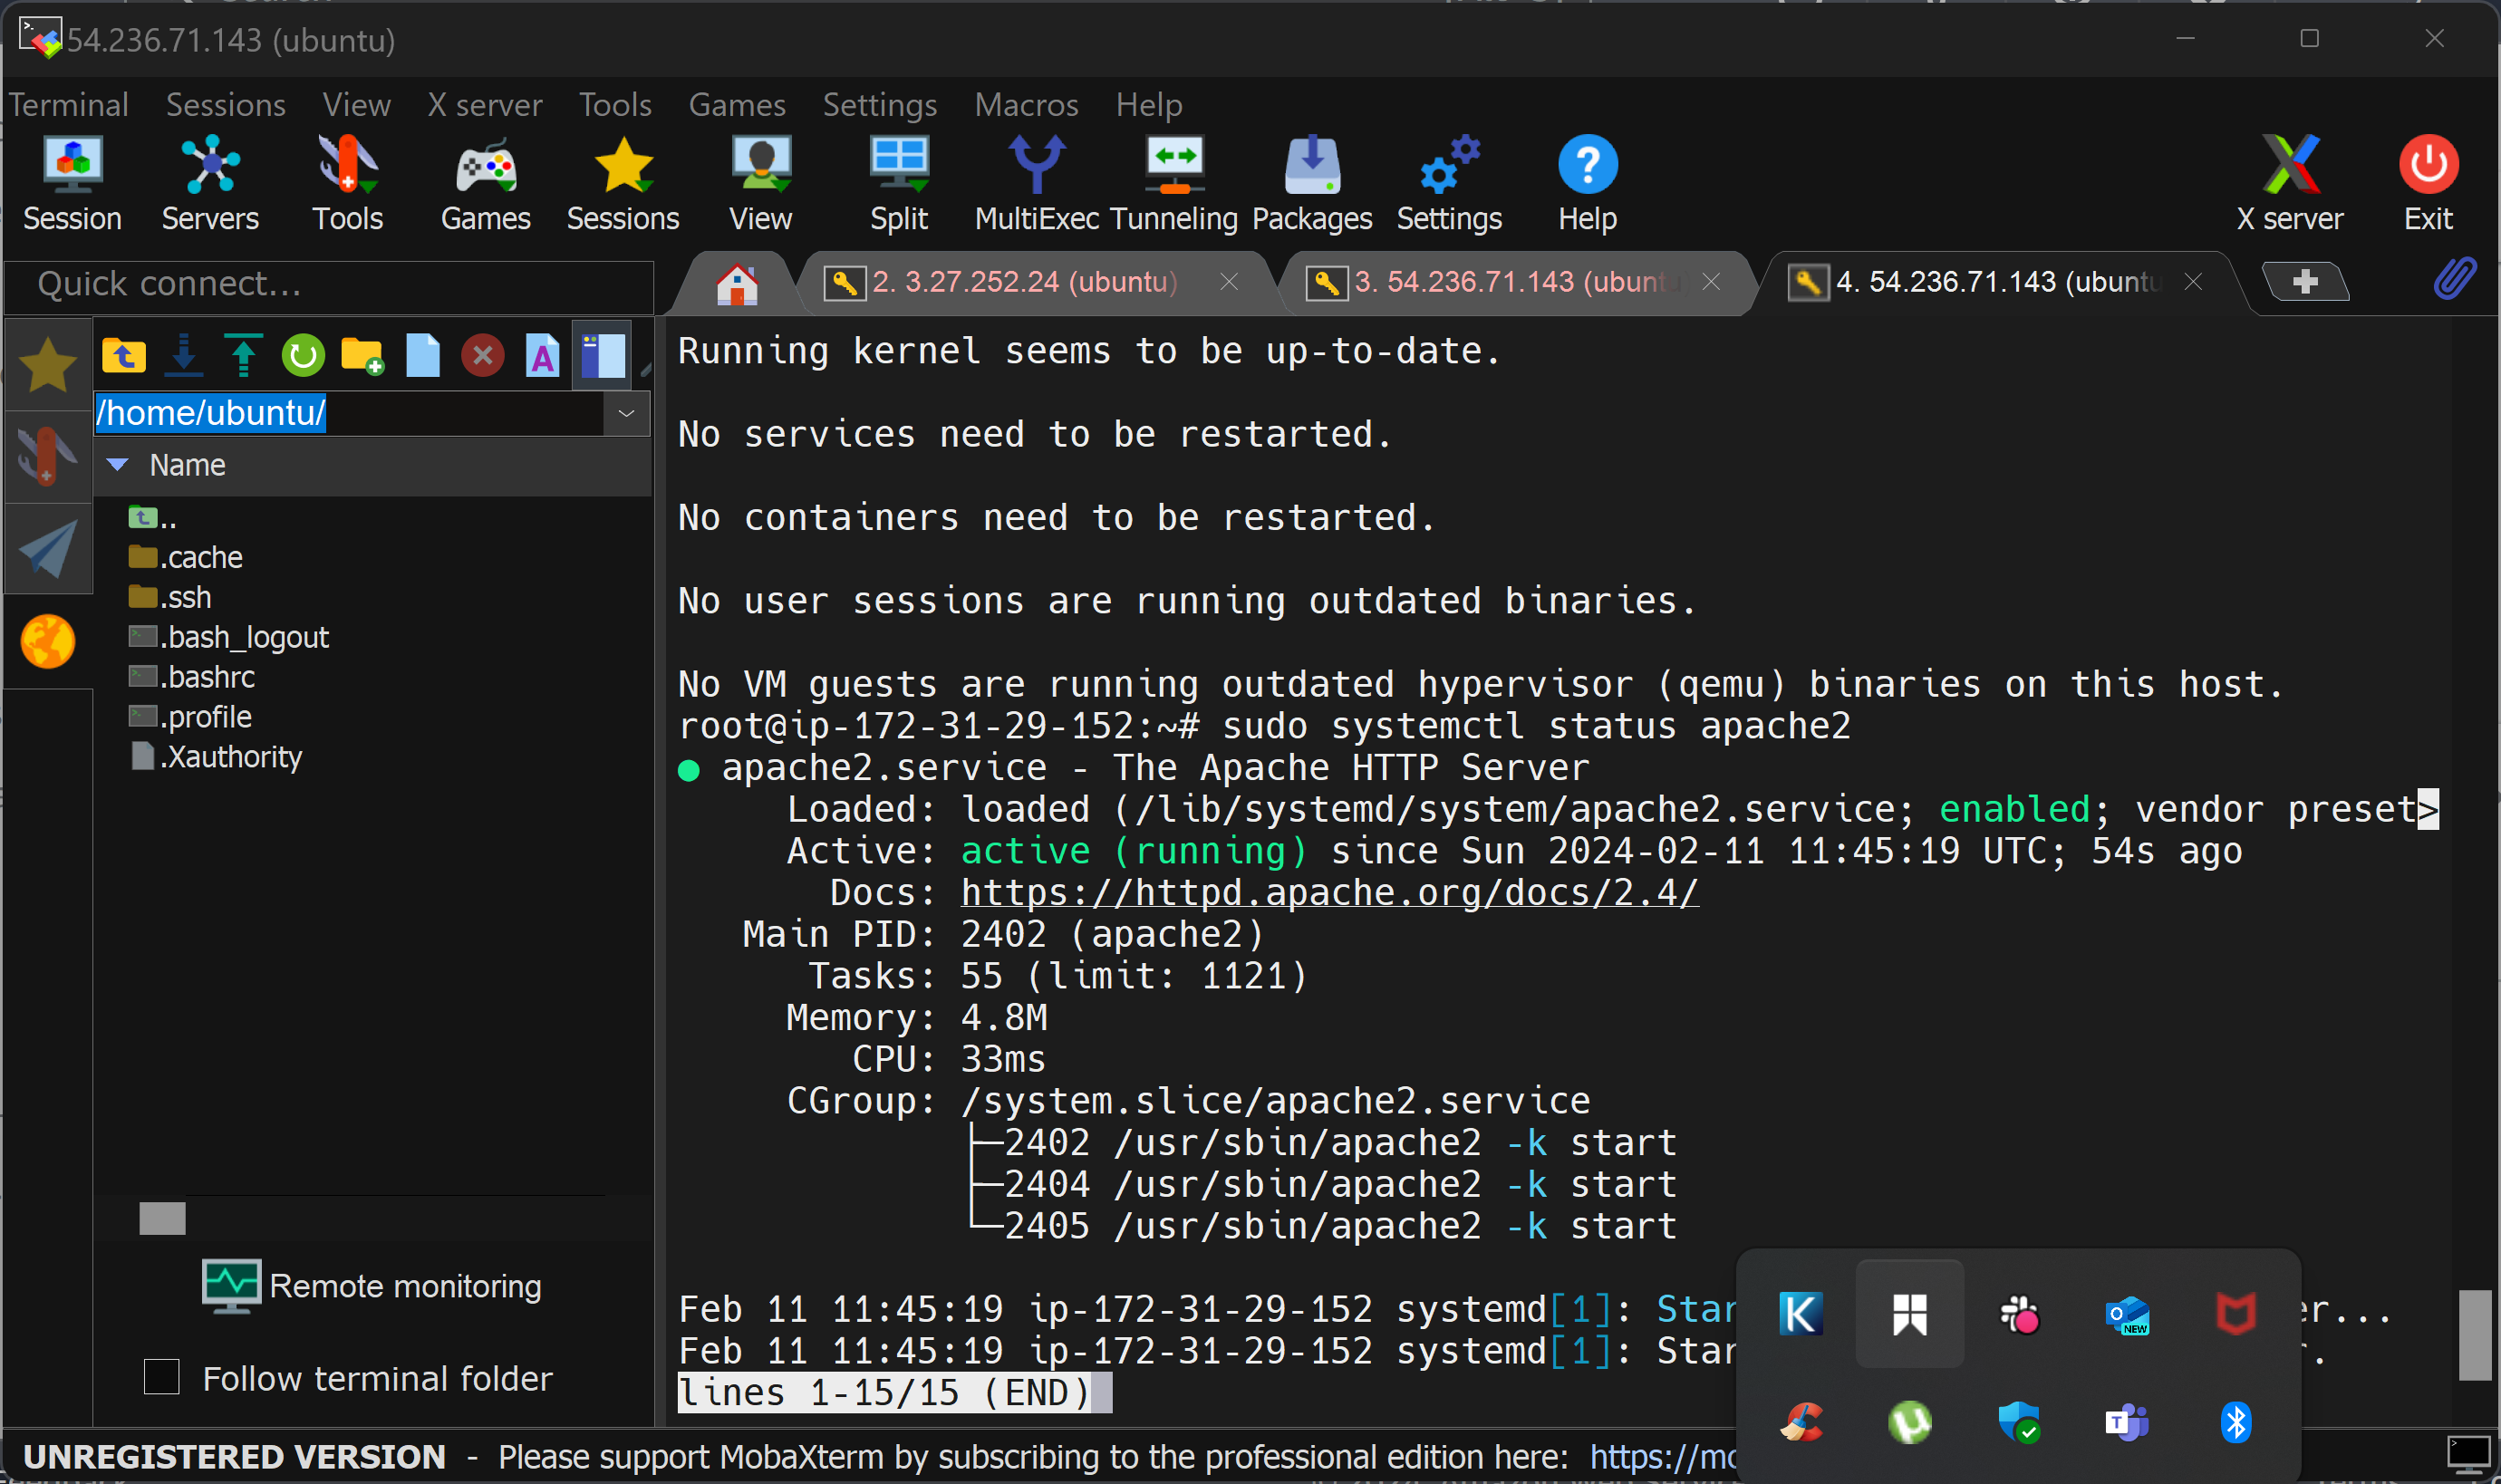 54.236.71.143 (ubuntu)
Terminal Sessions View X server Tools Games Settings Macros Help
Session Servers Tools Games Sessions View Split MultiExec Tunneling Packages Settings Help X server Exit
Quick connect...
2. 3.27.252.24 (ubuntu)
3. 54.236.71.143 (ubunt
4. 54.236.71.143 (ubuntu
/home/ubuntu/
Name
..
.cache
.ssh
.bash_logout
.bashrc
.profile
.Xauthority
Remote monitoring
Follow terminal folder
Running kernel seems to be up-to-date.
No services need to be restarted.
No containers need to be restarted.
No user sessions are running outdated binaries.
No VM guests are running outdated hypervisor (qemu) binaries on this host.
root@ip-172-31-29-152:~# sudo systemctl status apache2
● apache2.service - The Apache HTTP Server
Loaded: loaded (/lib/systemd/system/apache2.service; enabled; vendor preset>
Active: active (running) since Sun 2024-02-11 11:45:19 UTC; 54s ago
Docs: https://httpd.apache.org/docs/2.4/
Main PID: 2402 (apache2)
Tasks: 55 (limit: 1121)
Memory: 4.8M
CPU: 33ms
CGroup: /system.slice/apache2.service
├─2402 /usr/sbin/apache2 -k start
├─2404 /usr/sbin/apache2 -k start
└─2405 /usr/sbin/apache2 -k start
Feb 11 11:45:19 ip-172-31-29-152 systemd[1]: Star er...
Feb 11 11:45:19 ip-172-31-29-152 systemd[1]: Star .
lines 1-15/15 (END)
NEW
UNREGISTERED VERSION - Please support MobaXterm by subscribing to the professional edition here: https://mo